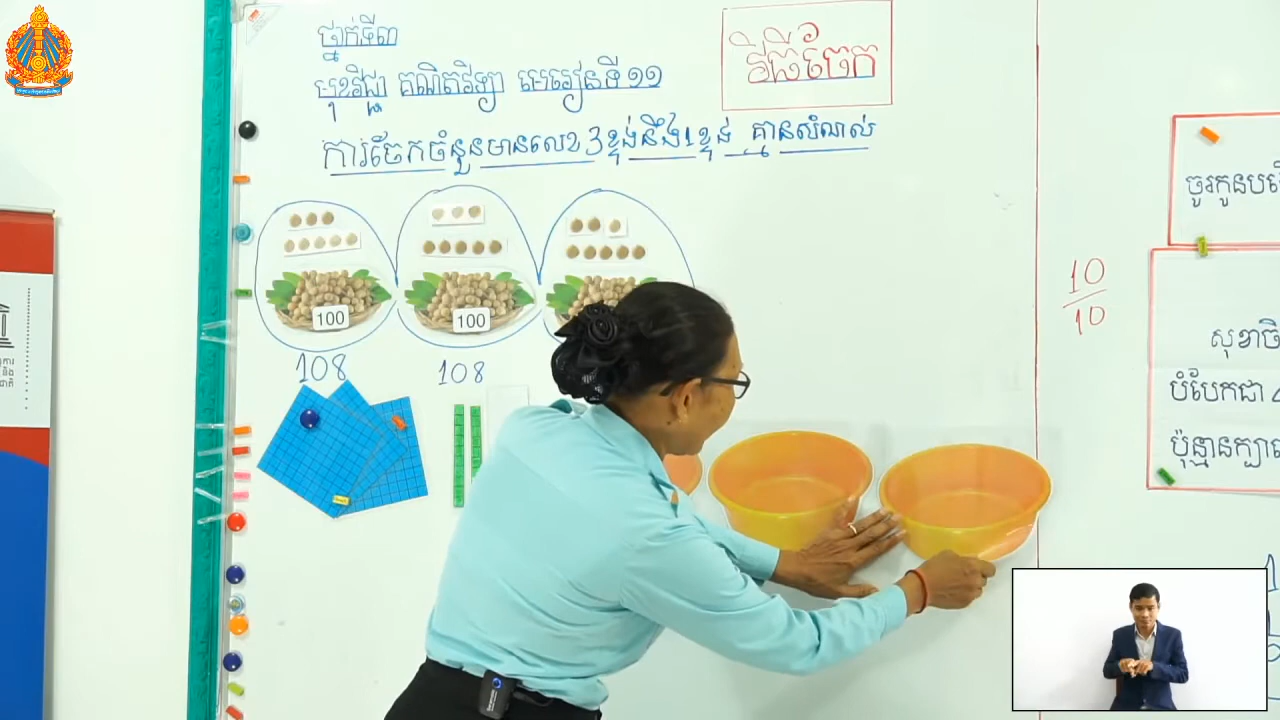 ថ្នាក់ទី៣
មុខវិជ្ជា គណិតវិទ្យា មេរៀនទី ១១
វិធីចែក
ការចែកចំនួនមានលេខ 3 ខ្ទង់នឹង 1 ខ្ទង់ គ្មានសំណល់
100
100
108
108
10
10
ចូរកូនប
សុខាចិ
បំបែកជា
ប៉ុន្មានក្បា